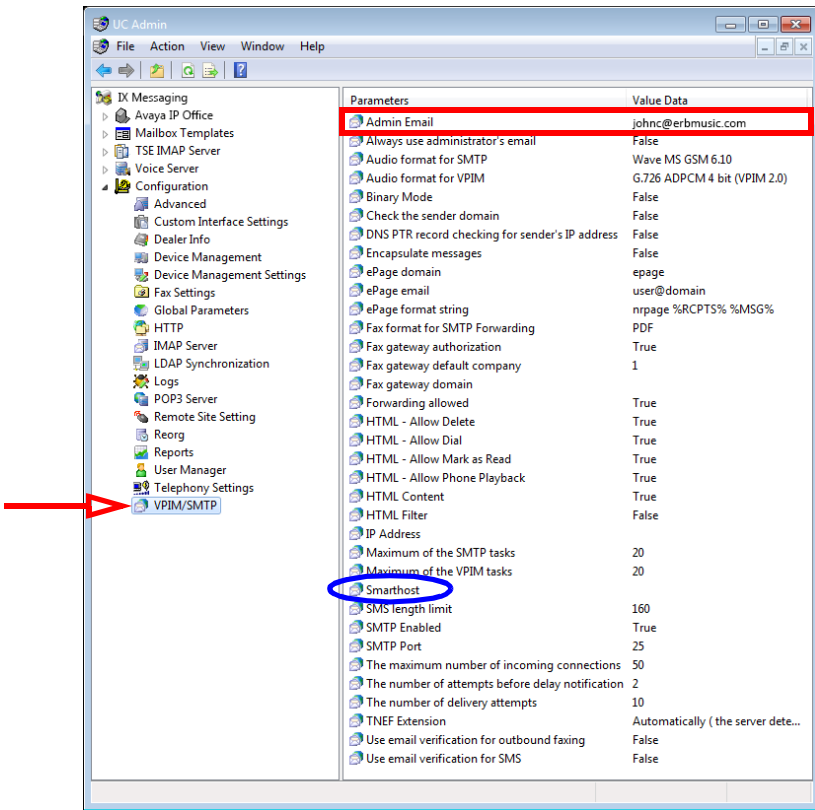 UC Admin
File Action View Window Help
IX Messaging
Avaya IP Office
Mailbox Templates
TSE IMAP Server
Voice Server
Configuration
Advanced
Custom Interface Settings
Dealer Info
Device Management
Device Management Settings
Fax Settings
Global Parameters
HTTP
IMAP Server
LDAP Synchronization
Logs
POP3 Server
Remote Site Setting
Reorg
Reports
User Manager
Telephony Settings
VPIM/SMTP
Parameters Value Data
Admin Email johnc@erbmusic.com
Always use administrator's email False
Audio format for SMTP Wave MS GSM 6.10
Audio format for VPIM G.726 ADPCM 4 bit (VPIM 2.0)
Binary Mode False
Check the sender domain False
DNS PTR record checking for sender's IP address False
Encapsulate messages False
ePage domain epage
ePage email user@domain
ePage format string nrpage %RCPTS% %MSG%
Fax format for SMTP Forwarding PDF
Fax gateway authorization True
Fax gateway default company 1
Fax gateway domain
Forwarding allowed True
HTML - Allow Delete True
HTML - Allow Dial True
HTML - Allow Mark as Read True
HTML - Allow Phone Playback True
HTML Content True
HTML Filter False
IP Address
Maximum of the SMTP tasks 20
Maximum of the VPIM tasks 20
Smarthost
SMS length limit 160
SMTP Enabled True
SMTP Port 25
The maximum number of incoming connections 50
The number of attempts before delay notification 2
The number of delivery attempts 10
TNEF Extension Automatically ( the server dete...
Use email verification for outbound faxing False
Use email verification for SMS False